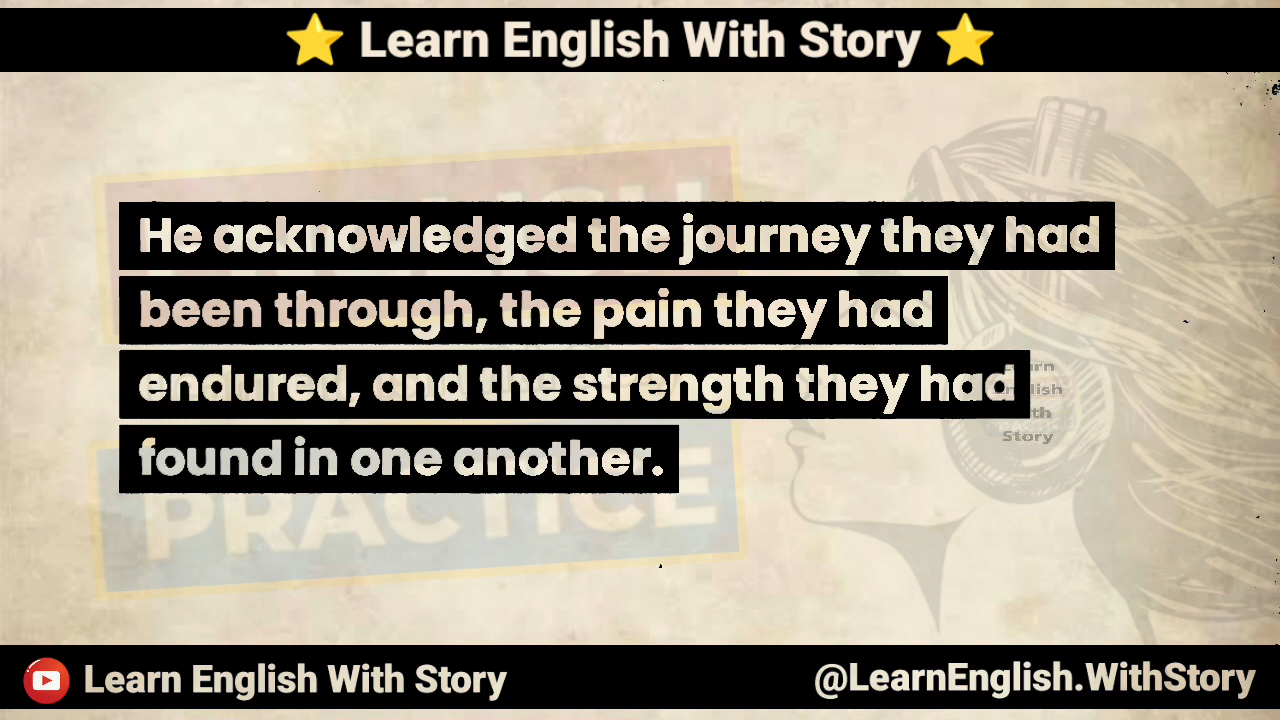 ⭐ Learn English With Story ⭐
He acknowledged the journey they had
been through, the pain they had
endured, and the strength they had
found in one another.
Story
PRACTICE
Learn English With Story
@LearnEnglish.WithStory